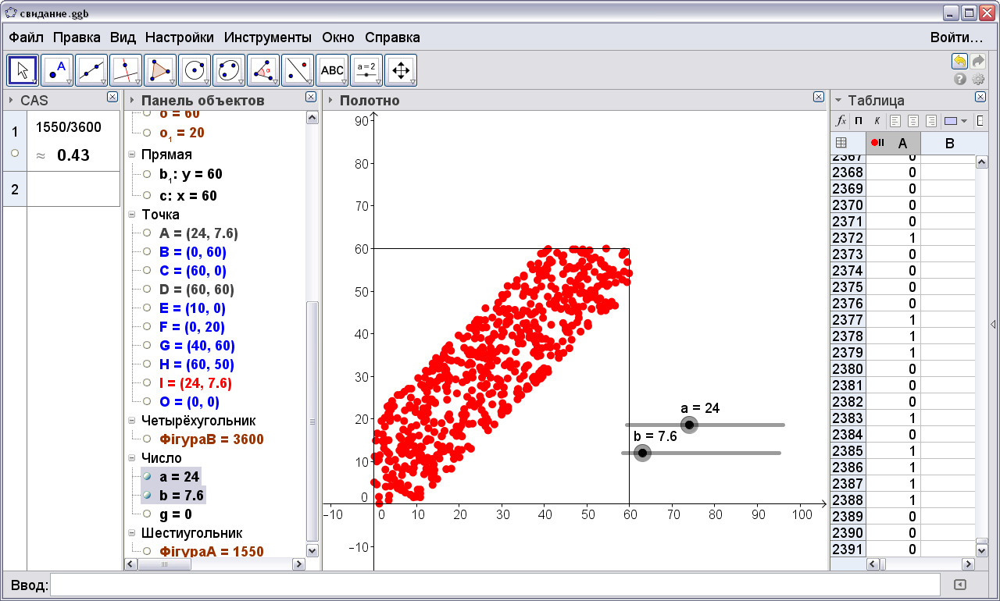 свидание.ggb
Файл Правка Вид Настройки Инструменты Окно Справка Войти...
ABC a=2
CAS
1 1550/3600
≈ 0.43
2
Панель объектов
o = 60
o1 = 20
Прямая
b1: y = 60
c: x = 60
Точка
A = (24, 7.6)
B = (0, 60)
C = (60, 0)
D = (60, 60)
E = (10, 0)
F = (0, 20)
G = (40, 60)
H = (60, 50)
I = (24, 7.6)
O = (0, 0)
Четырёхугольник
ФігураB = 3600
Число
a = 24
b = 7.6
g = 0
Шестиугольник
ФігураA = 1550
Полотно
90
80
70
60
50
40
30
20
10
0
−10 0 10 20 30 40 50 60 70 80 90 100
−10
a = 24
b = 7.6
Таблица
fx П К
A B
2367 0
2368 0
2369 0
2370 0
2371 0
2372 1
2373 0
2374 0
2375 0
2376 0
2377 1
2378 1
2379 1
2380 0
2381 0
2382 0
2383 1
2384 0
2385 1
2386 1
2387 1
2388 1
2389 0
2390 0
2391 0
Ввод: